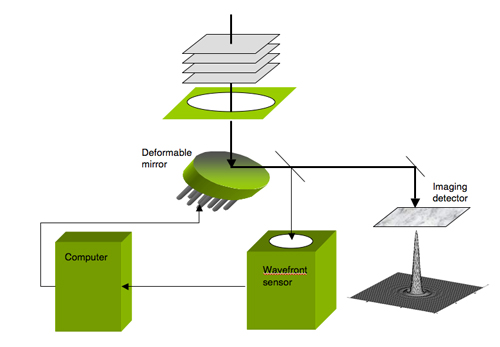 Deformable
mirror
Imaging
detector
Computer
Wavefront
sensor